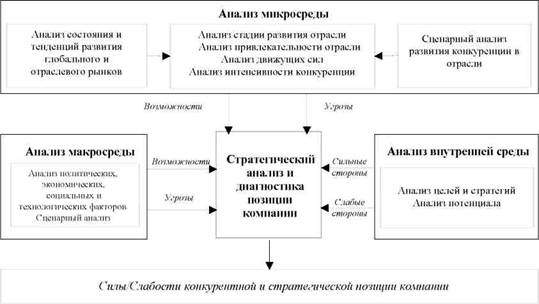 Анализ микросреды
Анализ состояния и
тенденций развития
глобального и
отраслевого рынков
Анализ стадии развития отрасли
Анализ привлекательности отрасли
Анализ движущих сил
Анализ интенсивности конкуренции
Сценарный анализ
развития конкуренции в
отрасли
Возможности
Угрозы
Анализ макросреды
Анализ политических,
экономических,
социальных и
технологических факторов
Сценарный анализ
Возможности
Угрозы
Стратегический
анализ и
диагностика
позиции
компании
Сильные
стороны
Слабые
стороны
Анализ внутренней среды
Анализ целей и стратегий
Анализ потенциала
Силы/Слабости конкурентной и стратегической позиции компании